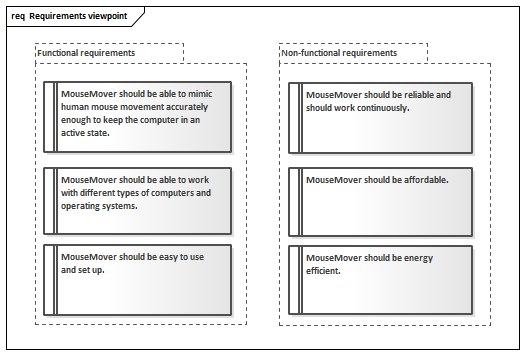 req Requirements viewpoint
Functional requirements
MouseMover should be able to mimic
human mouse movement accurately
enough to keep the computer in an
active state.
MouseMover should be able to work
with different types of computers and
operating systems.
MouseMover should be easy to use
and set up.
Non-functional requirements
MouseMover should be reliable and
should work continuously.
MouseMover should be affordable.
MouseMover should be energy
efficient.